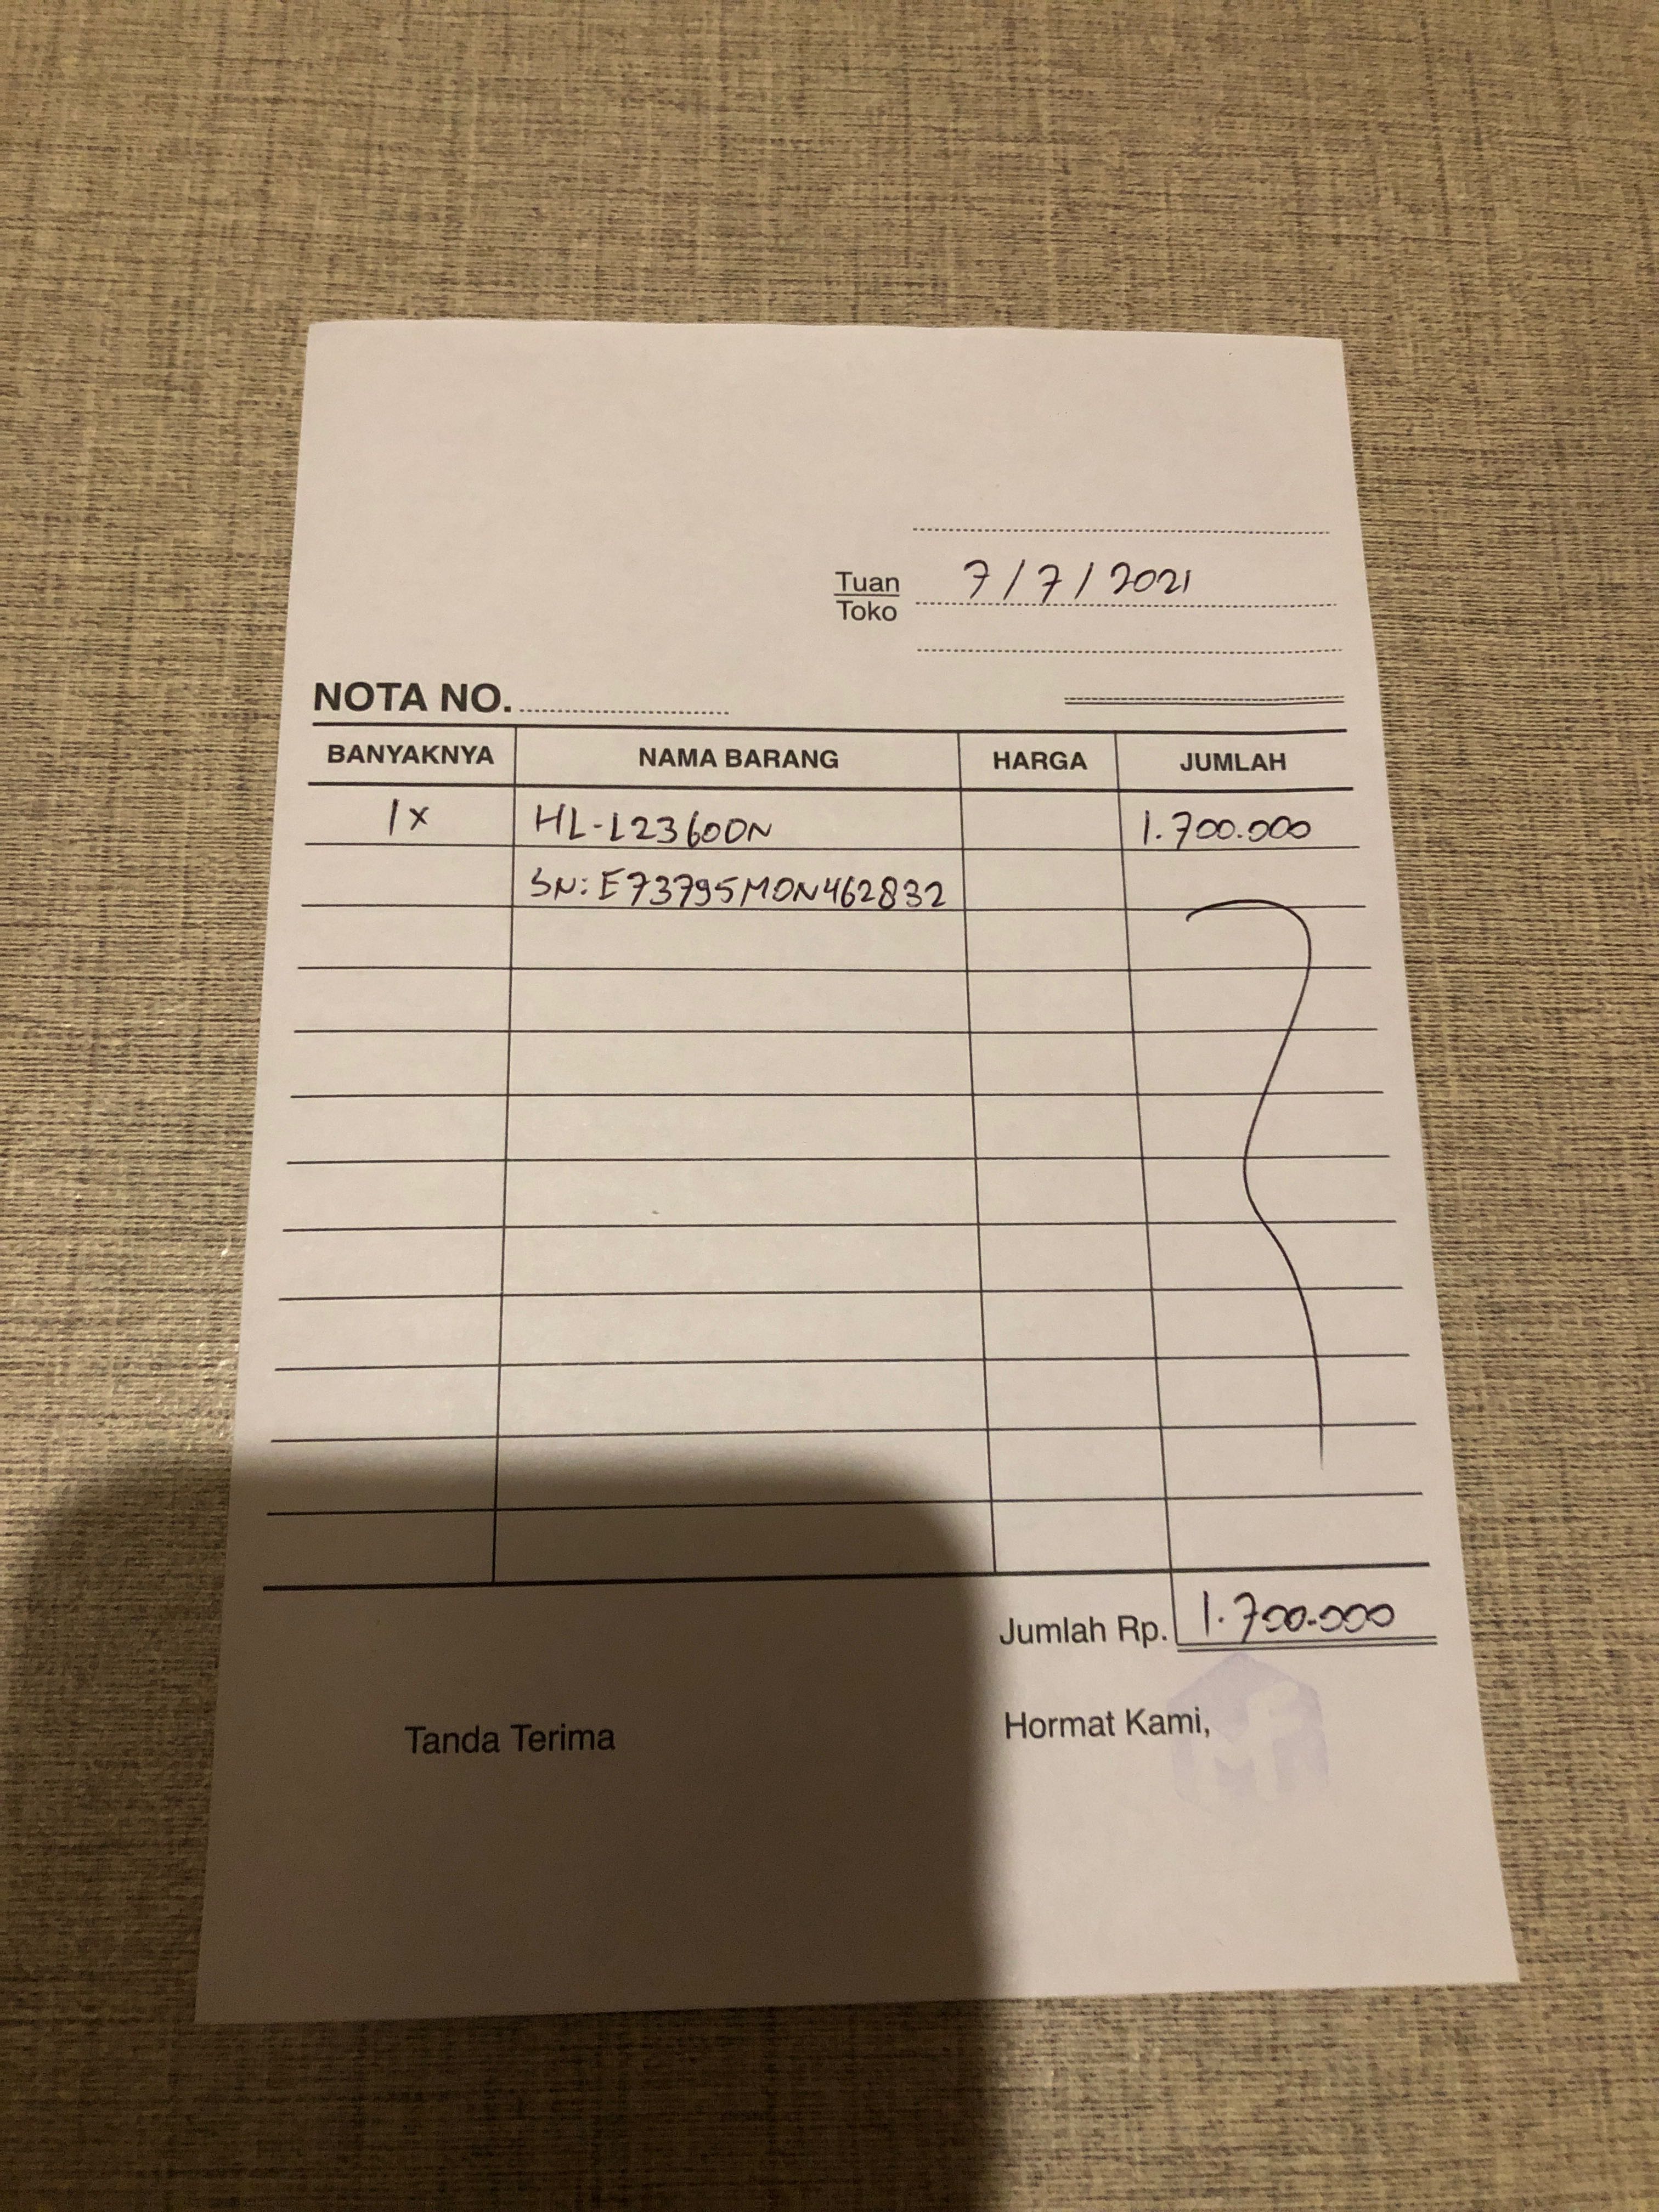 Tuan
Toko
7/7/2021
NOTA NO.
BANYAKNYA NAMA BARANG HARGA JUMLAH
1x HL-L2360DN 1.700.000
SN: E73795M0N462832
Jumlah Rp. 1.700.000
Tanda Terima Hormat Kami,